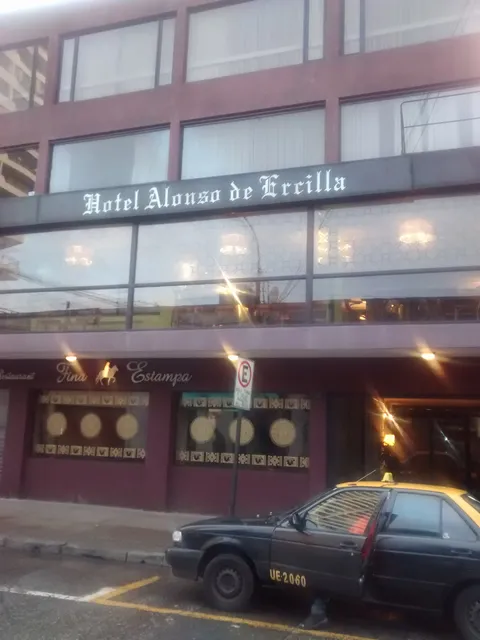 Hotel Alonso de Ercilla
Restaurant
Fina Estampa
E
UE·2060